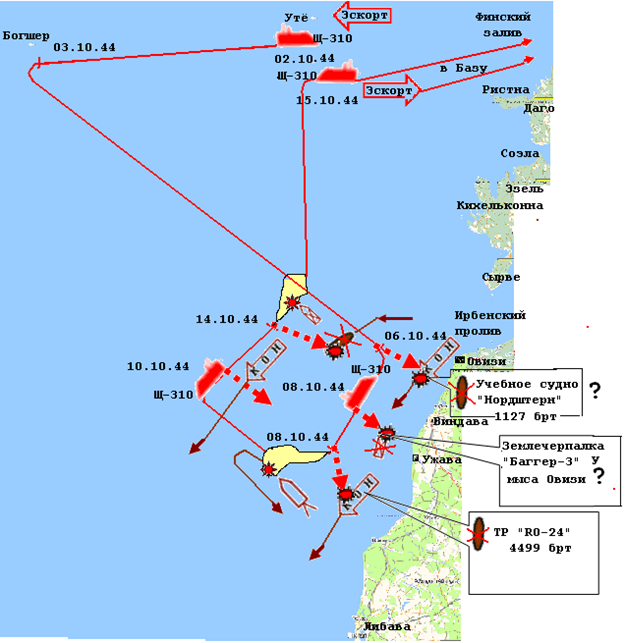 Утё
Эскорт
Финский
залив
Богшер
03.10.44
Щ-310
02.10.44
Щ-310
в Базу
15.10.44
Эскорт
Ристна
Даго
Соэла
Эзель
Кихельконна
Сырве
14.10.44
Ирбенский
пролив
06.10.44
КОН
КОН
Овизи
10.10.44
Щ-310
08.10.44
Щ-310
Учебное судно
"Нордштерн"
1127 брт
?
Виндава
08.10.44
Ужава
Землечерпалка
"Баггер-3" У
мыса Овизи
?
КОН
ТР "RO-24"
4499 брт
Либава